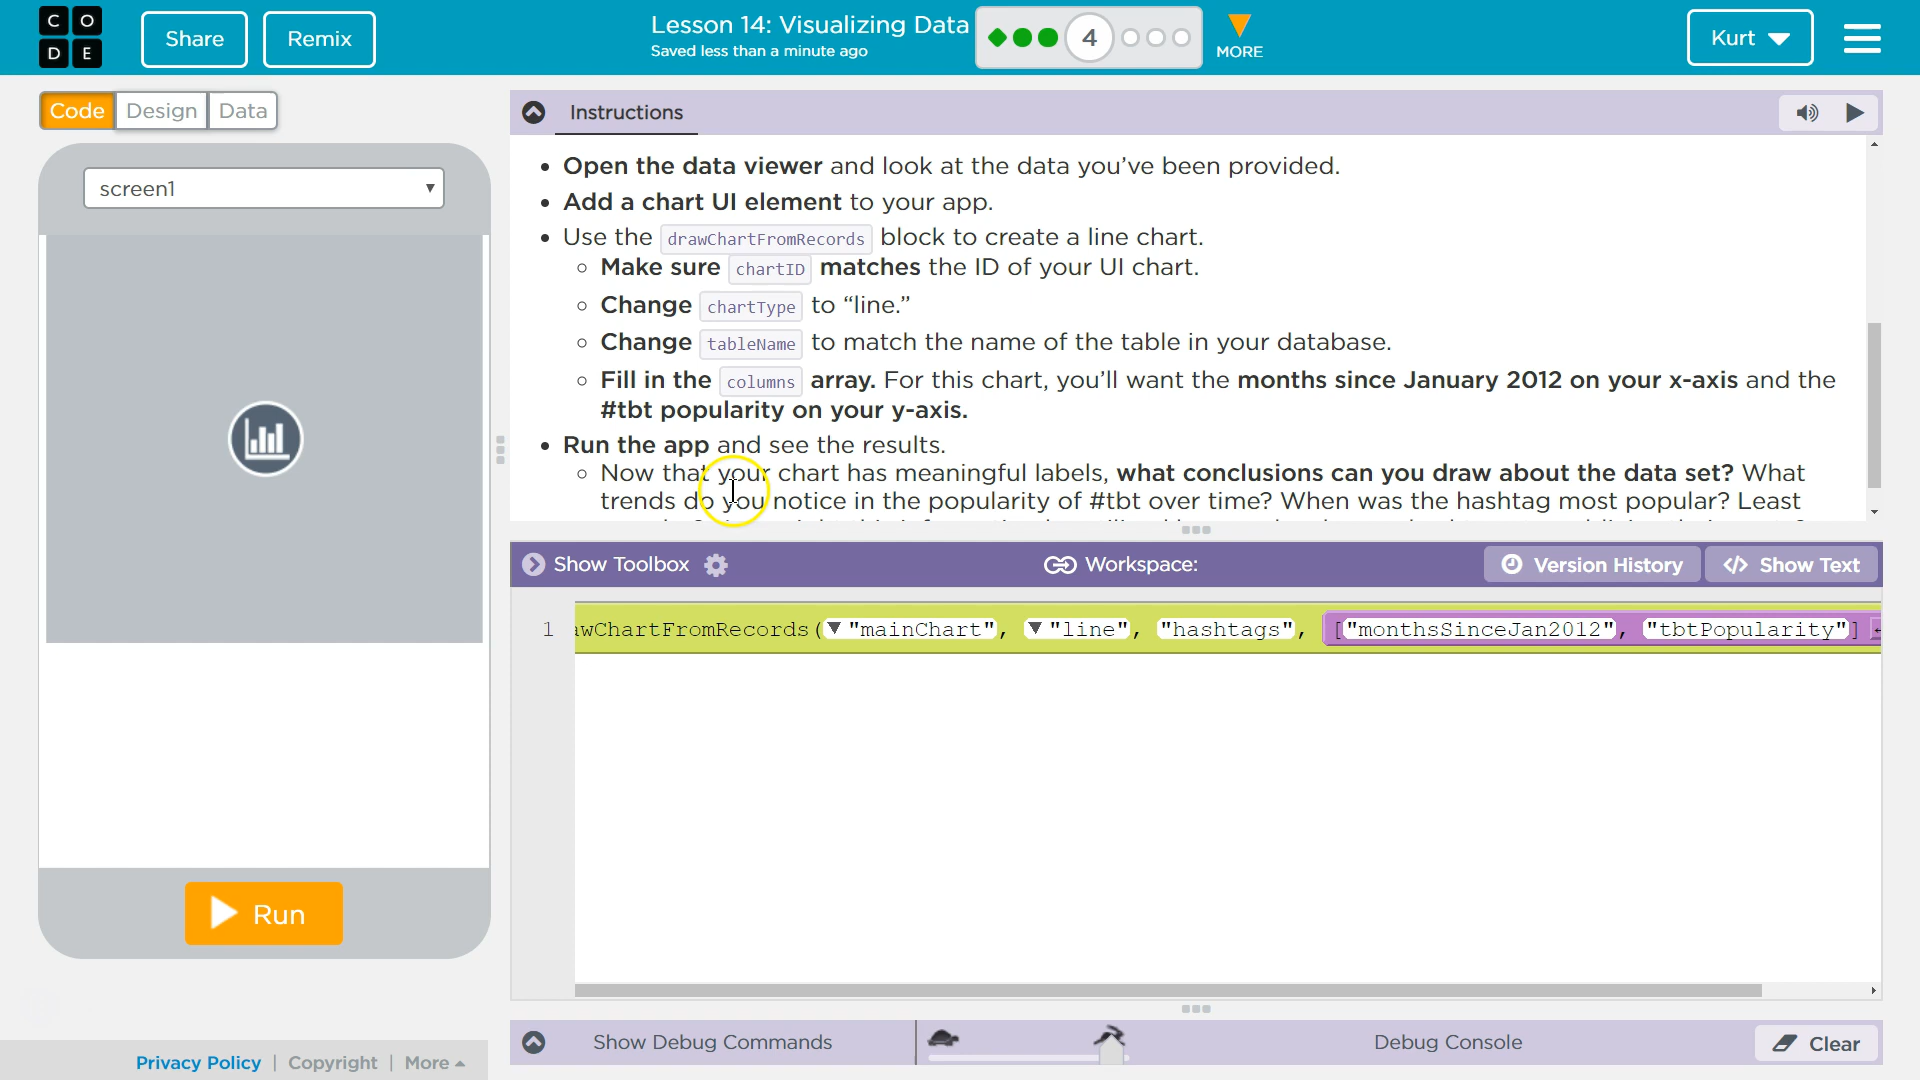 C O
D E
Share
Remix
Lesson 14: Visualizing Data
Saved less than a minute ago
4
MORE
Kurt
Code
Design
Data
screen1
Run
Privacy Policy | Copyright | More
Instructions
Open the data viewer and look at the data you've been provided.
Add a chart UI element to your app.
Use the drawChartFromRecords block to create a line chart.
Make sure chartID matches the ID of your UI chart.
Change chartType to “line.”
Change tableName to match the name of the table in your database.
Fill in the columns array. For this chart, you'll want the months since January 2012 on your x-axis and the
#tbt popularity on your y-axis.
Run the app and see the results.
Now that your chart has meaningful labels, what conclusions can you draw about the data set? What
trends do you notice in the popularity of #tbt over time? When was the hashtag most popular? Least
Show Toolbox
Workspace:
Version History
</> Show Text
1 awChartFromRecords("mainChart", "line", "hashtags", ["monthsSinceJan2012", "tbtPopularity"]
Show Debug Commands
Debug Console
Clear